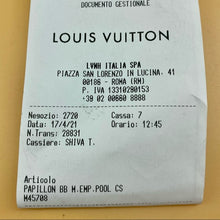 DOCUMENTO GESTIONALE
LOUIS VUITTON
LVMH ITALIA SPA
PIAZZA SAN LORENZO IN LUCINA, 41
00186 - ROMA (RM)
P. IVA 13310280153
+39 02 00660 8888
Negozio: 2720 Cassa: 7
Data: 17/4/21 Orario: 12:45
N.Trans: 28831
Cassiere: SHIVA T.
Articolo
PAPILLON BB M.EMP.POOL CS
M45708